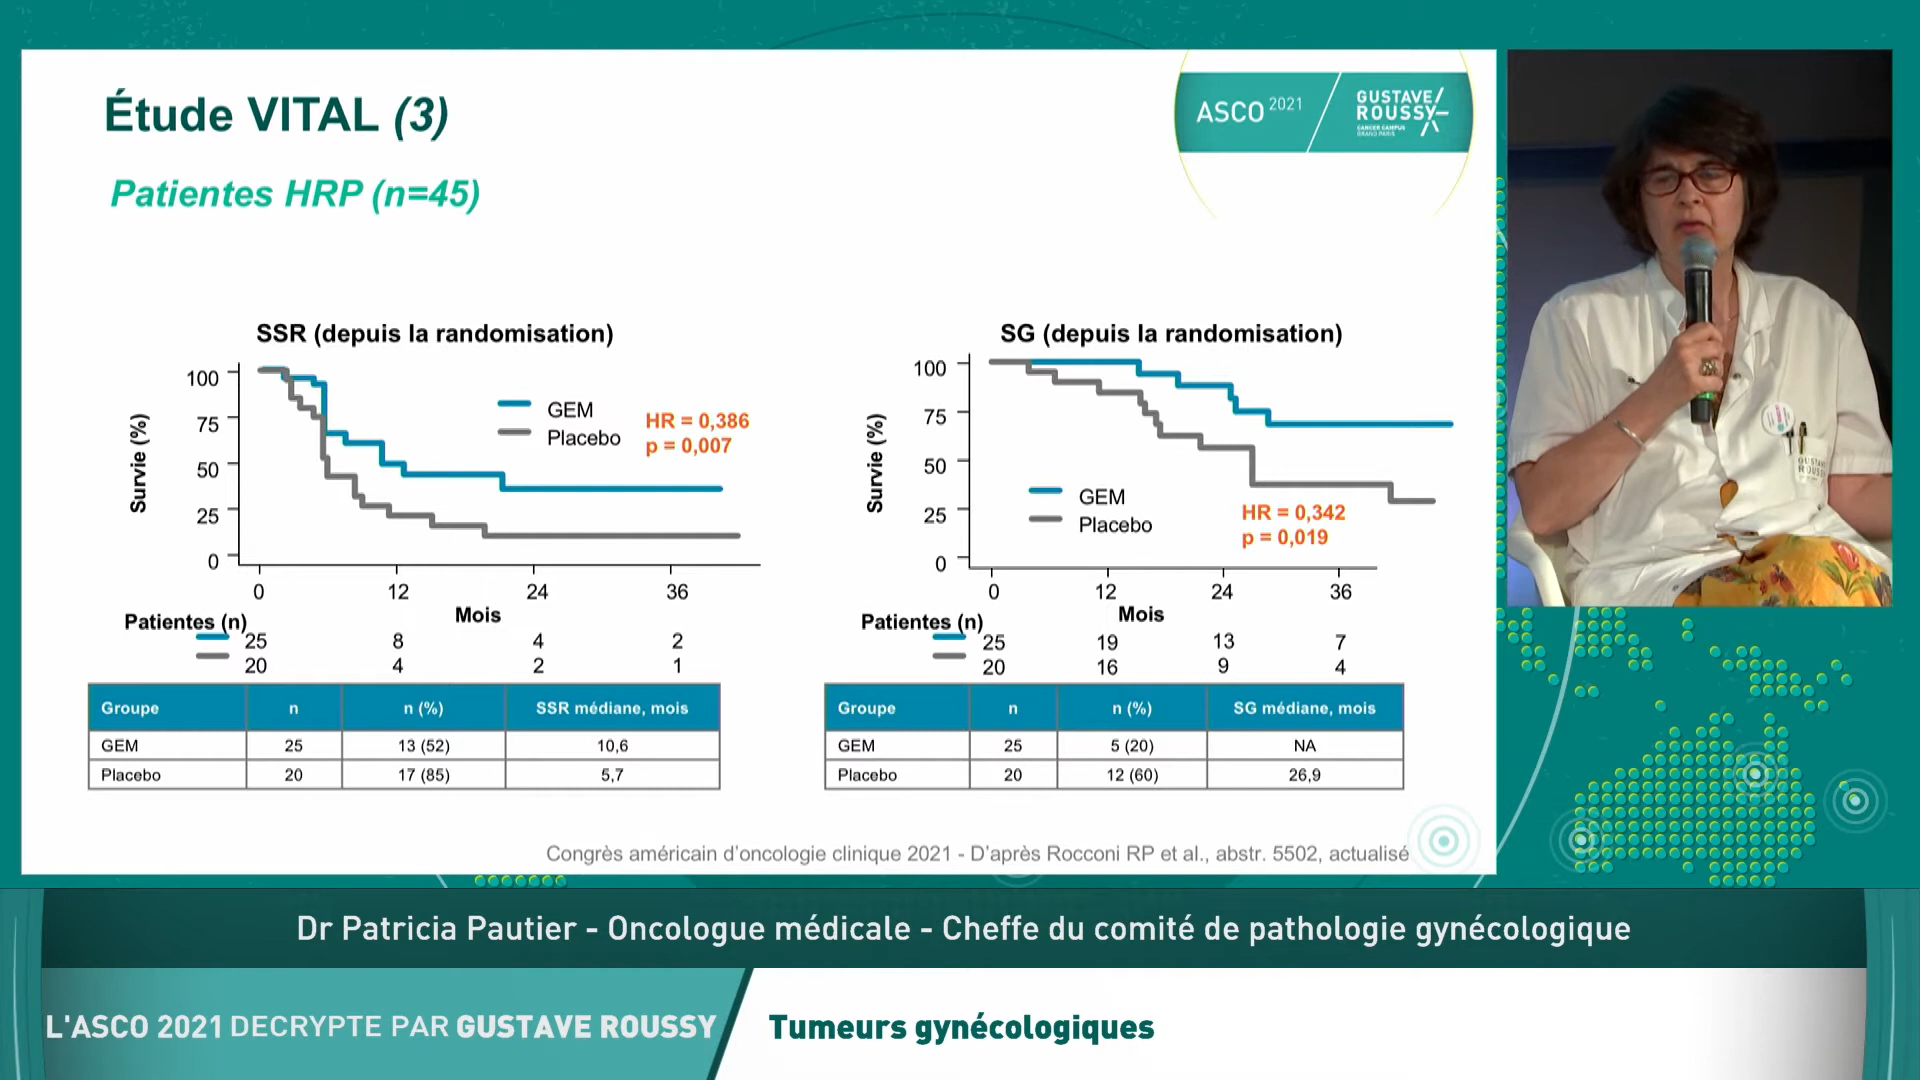 Étude VITAL (3)
Patientes HRP (n=45)
ASCO 2021
GUSTAVE
ROUSSY
CANCER CAMPUS
GRAND PARIS
SSR (depuis la randomisation)
Survie (%)
100
75
50
25
0
GEM
Placebo
HR = 0,386
p = 0,007
0 12 24 36
Mois
Patientes (n)
25 8 4 2
20 4 2 1
Groupe n n (%) SSR médiane, mois
GEM 25 13 (52) 10,6
Placebo 20 17 (85) 5,7
SG (depuis la randomisation)
Survie (%)
100
75
50
25
0
GEM
Placebo
HR = 0,342
p = 0,019
0 12 24 36
Mois
Patientes (n)
25 19 13 7
20 16 9 4
Groupe n n (%) SG médiane, mois
GEM 25 5 (20) NA
Placebo 20 12 (60) 26,9
Congrès américain d'oncologie clinique 2021 - D'après Rocconi RP et al., abstr. 5502, actualisé
Dr Patricia Pautier - Oncologue médicale - Cheffe du comité de pathologie gynécologique
L'ASCO 2021 DECRYPTE PAR GUSTAVE ROUSSY
Tumeurs gynécologiques